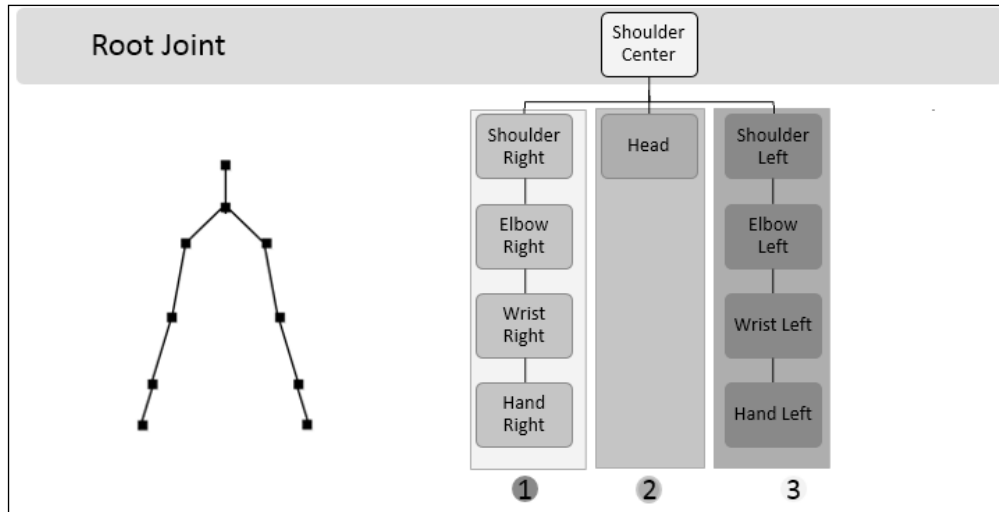 Root Joint
Shoulder
Center
Shoulder
Right
Head
Shoulder
Left
Elbow
Right
Elbow
Left
Wrist
Right
Wrist Left
Hand
Right
Hand Left
1
2
3